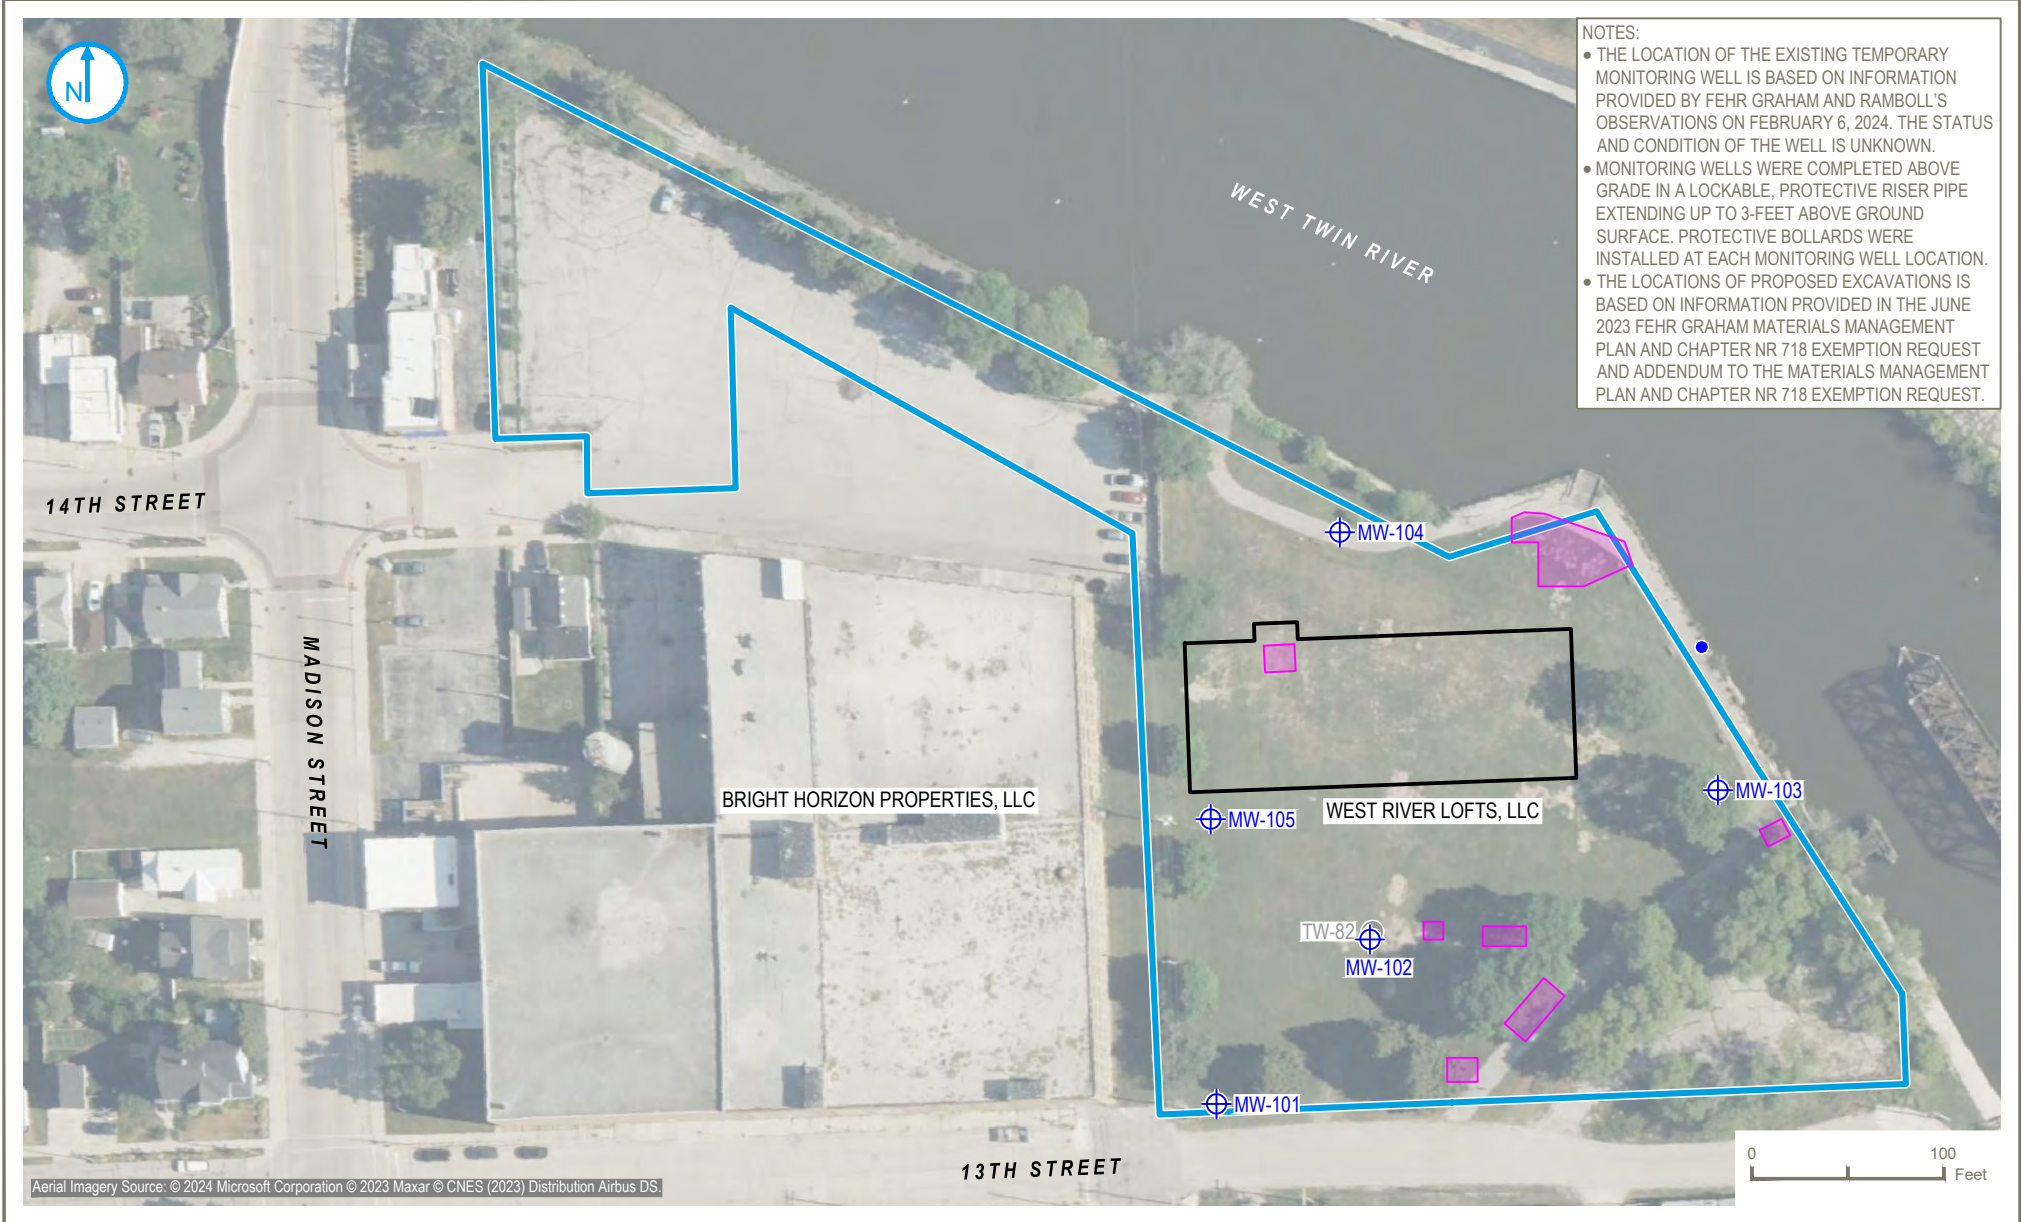 N
NOTES:
• THE LOCATION OF THE EXISTING TEMPORARY
MONITORING WELL IS BASED ON INFORMATION
PROVIDED BY FEHR GRAHAM AND RAMBOLL'S
OBSERVATIONS ON FEBRUARY 6, 2024. THE STATUS
AND CONDITION OF THE WELL IS UNKNOWN.
• MONITORING WELLS WERE COMPLETED ABOVE
GRADE IN A LOCKABLE, PROTECTIVE RISER PIPE
EXTENDING UP TO 3-FEET ABOVE GROUND
SURFACE. PROTECTIVE BOLLARDS WERE
INSTALLED AT EACH MONITORING WELL LOCATION.
• THE LOCATIONS OF PROPOSED EXCAVATIONS IS
BASED ON INFORMATION PROVIDED IN THE JUNE
2023 FEHR GRAHAM MATERIALS MANAGEMENT
PLAN AND CHAPTER NR 718 EXEMPTION REQUEST
AND ADDENDUM TO THE MATERIALS MANAGEMENT
PLAN AND CHAPTER NR 718 EXEMPTION REQUEST.
WEST TWIN RIVER
14TH STREET
MW-104
MADISON STREET
BRIGHT HORIZON PROPERTIES, LLC
MW-103
WEST RIVER LOFTS, LLC
MW-105
TW-82
MW-102
MW-101
13TH STREET
0 100
Feet
Aerial Imagery Source: © 2024 Microsoft Corporation © 2023 Maxar © CNES (2023) Distribution Airbus DS.